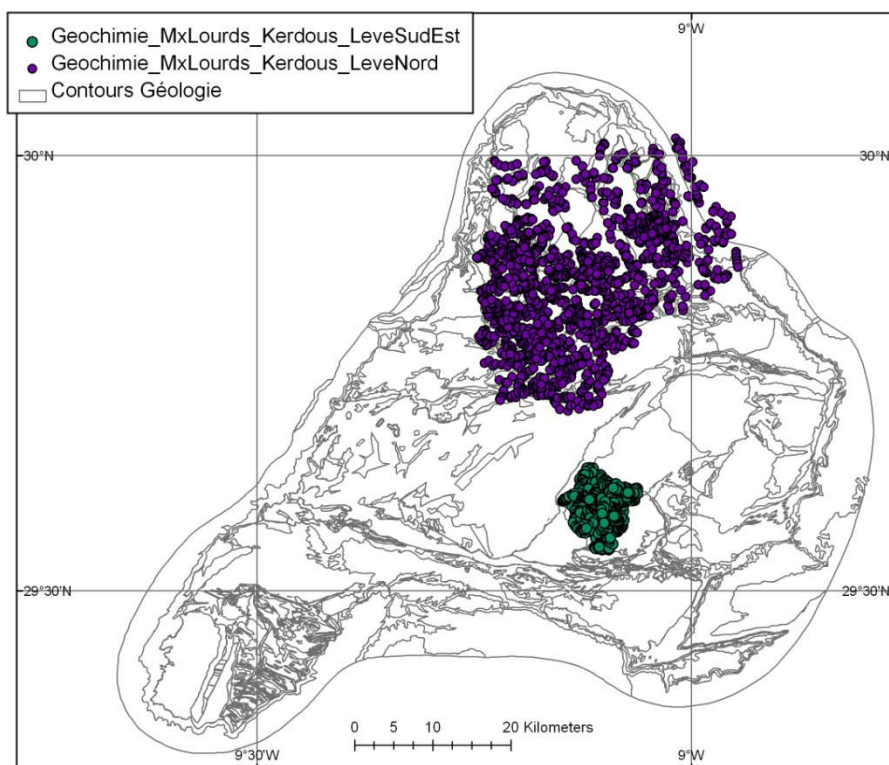 Geochimie_MxLourds_Kerdous_LeveSudEst
Geochimie_MxLourds_Kerdous_LeveNord
Contours Géologie
9°W
30°N
30°N
29°30'N
29°30'N
0 5 10 20 Kilometers
9°30'W
9°W